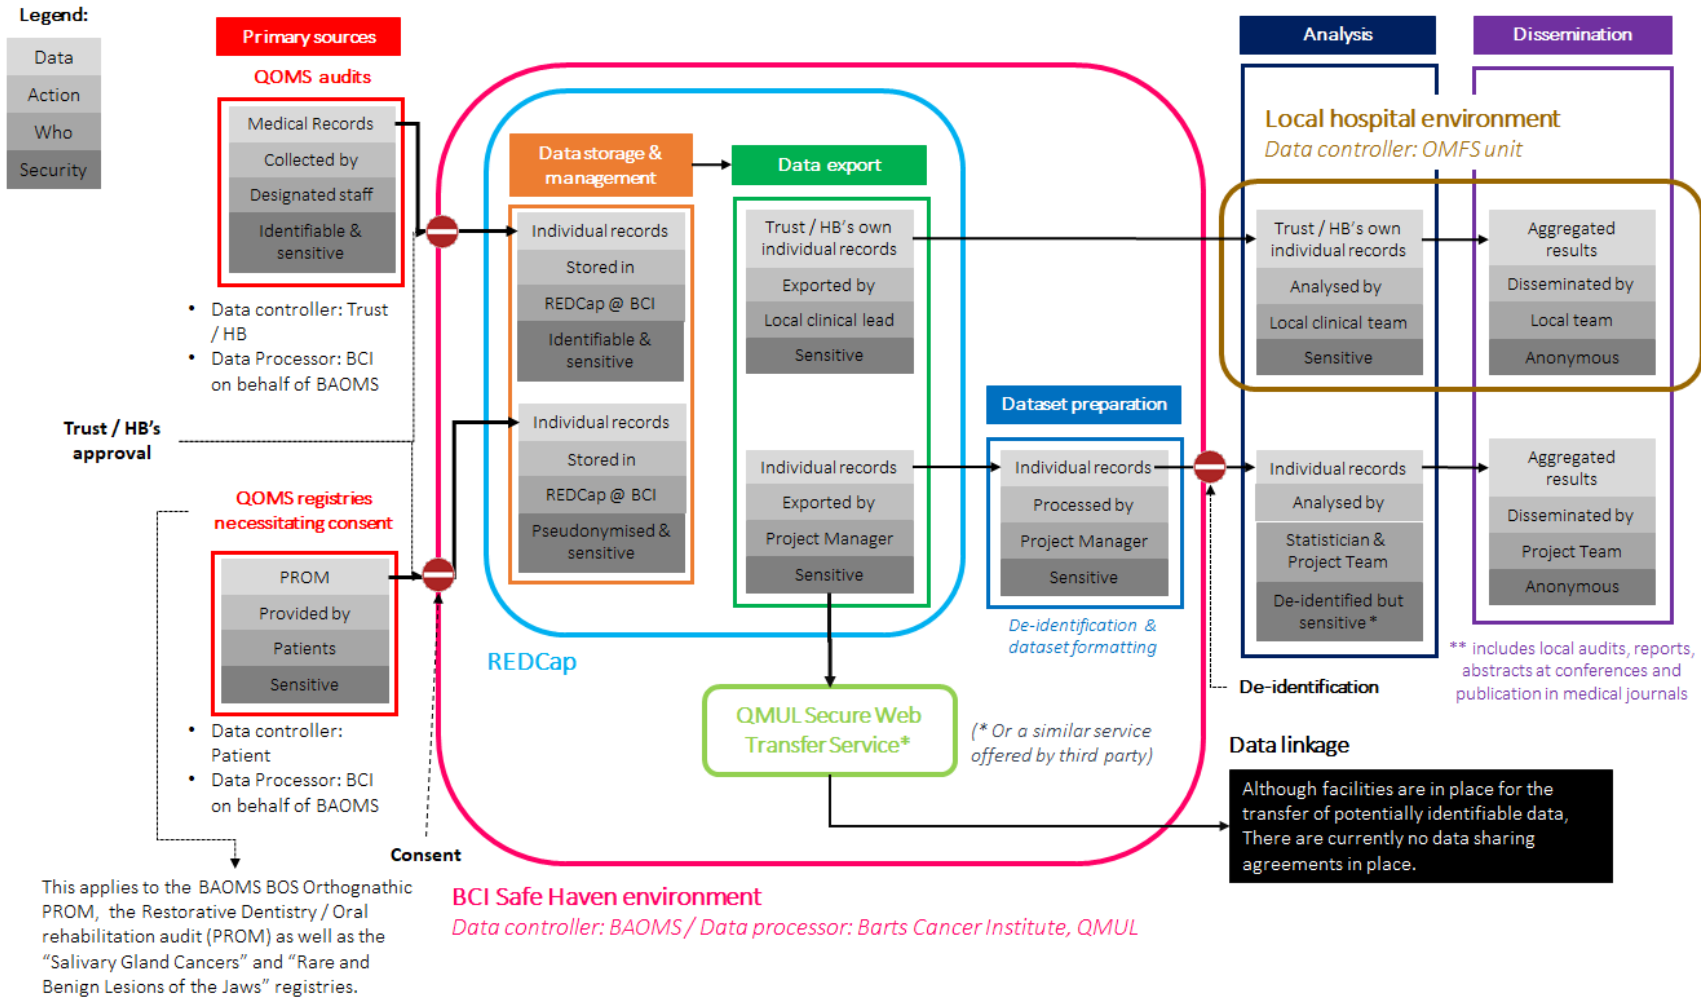 Legend:
Data
Action
Who
Security
Primary sources
QOMS audits
Medical Records
Collected by
Designated staff
Identifiable &
sensitive
• Data controller: Trust
/ HB
• Data Processor: BCI
on behalf of BAOMS
Trust / HB's
approval
QOMS registries
necessitating consent
PROM
Provided by
Patients
Sensitive
• Data controller:
Patient
• Data Processor: BCI
on behalf of BAOMS
Consent
This applies to the BAOMS BOS Orthognathic
PROM, the Restorative Dentistry / Oral
rehabilitation audit (PROM) as well as the
“Salivary Gland Cancers” and “Rare and
Benign Lesions of the Jaws” registries.
Data storage &
management
Individual records
Stored in
REDCap @ BCI
Identifiable &
sensitive
Individual records
Stored in
REDCap @ BCI
Pseudonymised &
sensitive
Data export
Trust / HB's own
individual records
Exported by
Local clinical lead
Sensitive
Individual records
Exported by
Project Manager
Sensitive
REDCap
Dataset preparation
Individual records
Processed by
Project Manager
Sensitive
De-identification &
dataset formatting
QMUL Secure Web
Transfer Service*
(* Or a similar service
offered by third party)
BCI Safe Haven environment
Data controller: BAOMS / Data processor: Barts Cancer Institute, QMUL
Analysis
Dissemination
Local hospital environment
Data controller: OMFS unit
Trust / HB's own
individual records
Analysed by
Local clinical team
Sensitive
Aggregated
results
Disseminated by
Local team
Anonymous
Individual records
Analysed by
Statistician &
Project Team
De-identified but
sensitive *
Aggregated
results
Disseminated by
Project Team
Anonymous
** includes local audits, reports,
abstracts at conferences and
publication in medical journals
De-identification
Data linkage
Although facilities are in place for the
transfer of potentially identifiable data,
There are currently no data sharing
agreements in place.